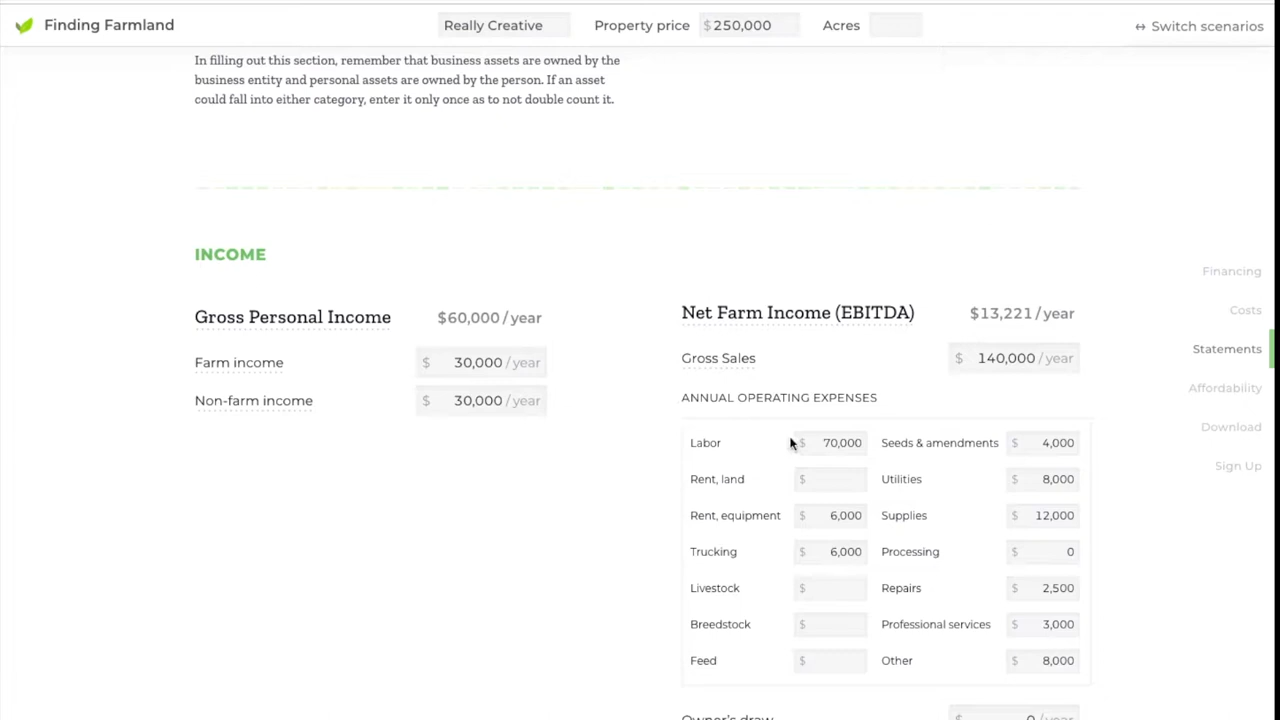 Finding Farmland
Really Creative
Property price $ 250,000
Acres
↔ Switch scenarios
In filling out this section, remember that business assets are owned by the
business entity and personal assets are owned by the person. If an asset
could fall into either category, enter it only once as to not double count it.
INCOME
Gross Personal Income $60,000 / year
Farm income $ 30,000 / year
Non-farm income $ 30,000 / year
Net Farm Income (EBITDA) $13,221 / year
Gross Sales $ 140,000 / year
ANNUAL OPERATING EXPENSES
Labor $ 70,000 Seeds & amendments $ 4,000
Rent, land $ Utilities $ 8,000
Rent, equipment $ 6,000 Supplies $ 12,000
Trucking $ 6,000 Processing $ 0
Livestock $ Repairs $ 2,500
Breedstock $ Professional services $ 3,000
Feed $ Other $ 8,000
Owner's draw $ 0 / year
Financing
Costs
Statements
Affordability
Download
Sign Up